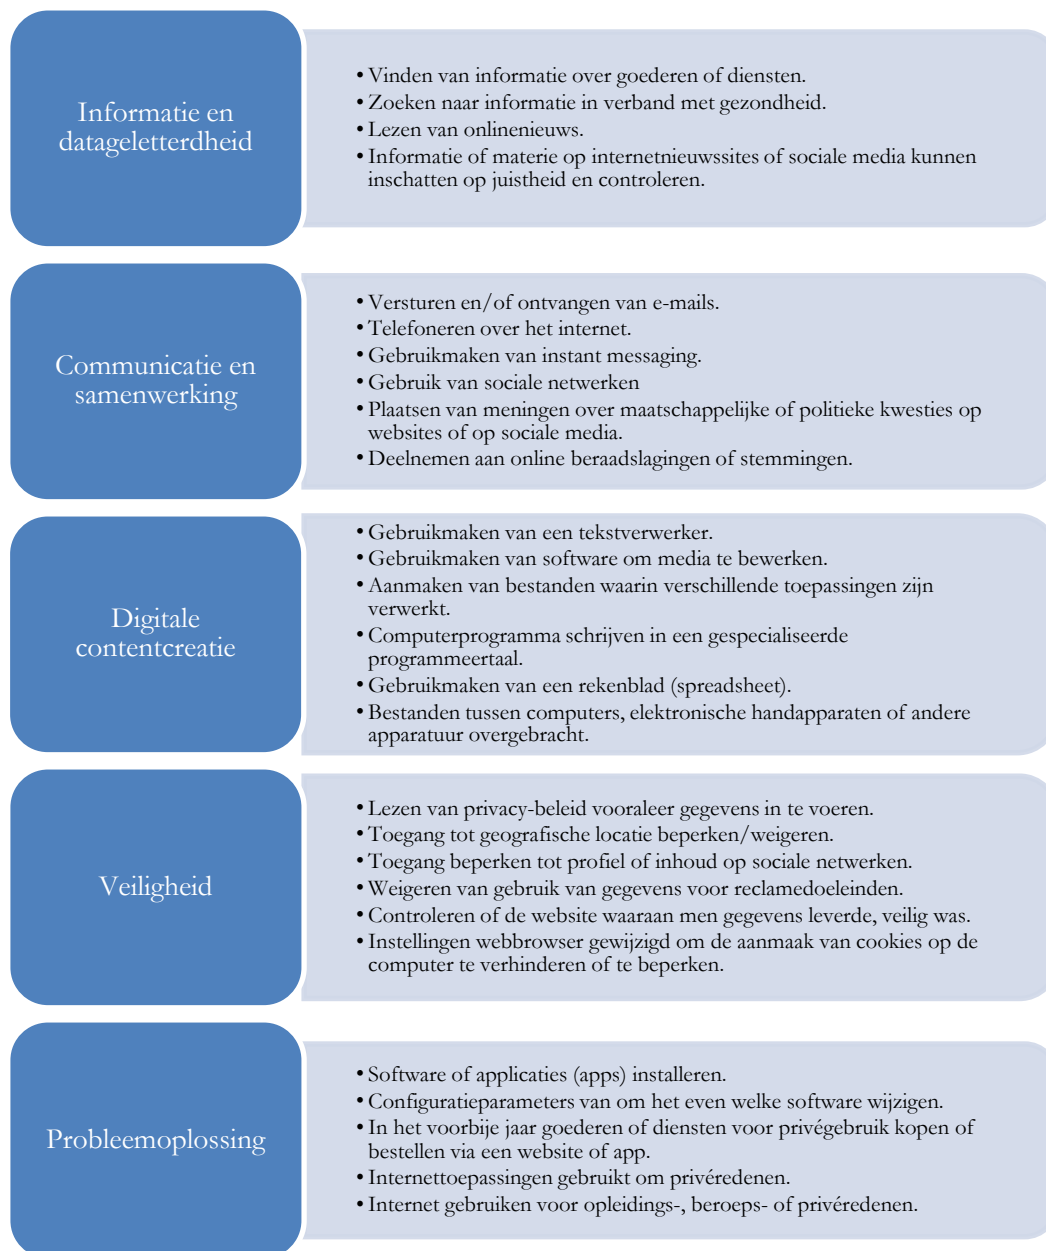 Informatie en
datageletterdheid
• Vinden van informatie over goederen of diensten.
• Zoeken naar informatie in verband met gezondheid.
• Lezen van onlinenieuws.
• Informatie of materie op internetnieuwssites of sociale media kunnen
inschatten op juistheid en controleren.
Communicatie en
samenwerking
• Versturen en/of ontvangen van e-mails.
• Telefoneren over het internet.
• Gebruikmaken van instant messaging.
• Gebruik van sociale netwerken
• Plaatsen van meningen over maatschappelijke of politieke kwesties op
websites of op sociale media.
• Deelnemen aan online beraadslagingen of stemmingen.
Digitale
contentcreatie
• Gebruikmaken van een tekstverwerker.
• Gebruikmaken van software om media te bewerken.
• Aanmaken van bestanden waarin verschillende toepassingen zijn
verwerkt.
• Computerprogramma schrijven in een gespecialiseerde
programmeertaal.
• Gebruikmaken van een rekenblad (spreadsheet).
• Bestanden tussen computers, elektronische handapparaten of andere
apparatuur overgebracht.
Veiligheid
• Lezen van privacy-beleid vooraleer gegevens in te voeren.
• Toegang tot geografische locatie beperken/weigeren.
• Toegang beperken tot profiel of inhoud op sociale netwerken.
• Weigeren van gebruik van gegevens voor reclamedoeleinden.
• Controleren of de website waaraan men gegevens leverde, veilig was.
• Instellingen webbrowser gewijzigd om de aanmaak van cookies op de
computer te verhinderen of te beperken.
Probleemoplossing
• Software of applicaties (apps) installeren.
• Configuratieparameters van om het even welke software wijzigen.
• In het voorbije jaar goederen of diensten voor privégebruik kopen of
bestellen via een website of app.
• Internettoepassingen gebruikt om privéredenen.
• Internet gebruiken voor opleidings-, beroeps- of privéredenen.